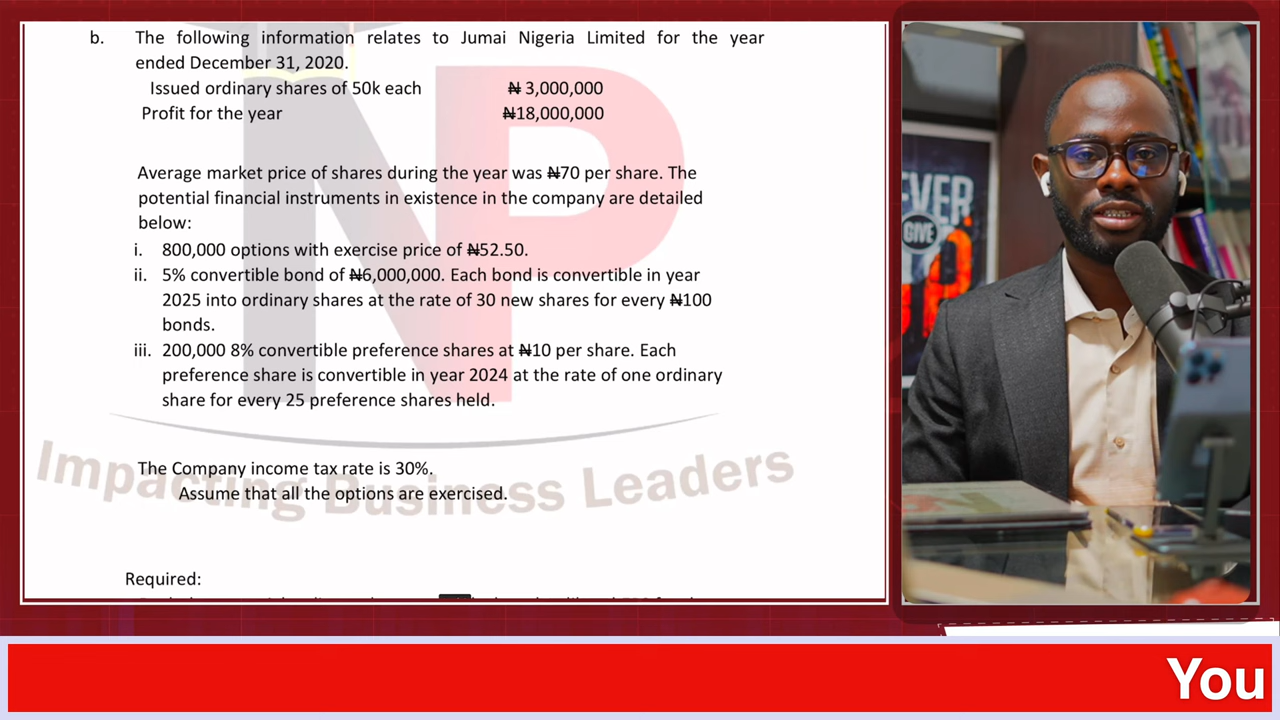 b. The following information relates to Jumai Nigeria Limited for the year
ended December 31, 2020.
Issued ordinary shares of 50k each ₦ 3,000,000
Profit for the year ₦18,000,000
Average market price of shares during the year was ₦70 per share. The
potential financial instruments in existence in the company are detailed
below:
i. 800,000 options with exercise price of ₦52.50.
ii. 5% convertible bond of ₦6,000,000. Each bond is convertible in year
2025 into ordinary shares at the rate of 30 new shares for every ₦100
bonds.
iii. 200,000 8% convertible preference shares at ₦10 per share. Each
preference share is convertible in year 2024 at the rate of one ordinary
share for every 25 preference shares held.
The Company income tax rate is 30%.
Assume that all the options are exercised.
Required:
NP
Impacting Business Leaders
EVER
GIVE
You